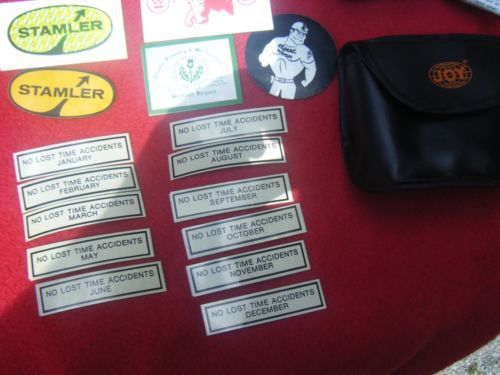 STAMLER
STAMLER
JOY
NO LOST TIME ACCIDENTS
JANUARY
NO LOST TIME ACCIDENTS
FEBRUARY
NO LOST TIME ACCIDENTS
MARCH
NO LOST TIME ACCIDENTS
MAY
NO LOST TIME ACCIDENTS
JUNE
NO LOST TIME ACCIDENTS
JULY
NO LOST TIME ACCIDENTS
AUGUST
NO LOST TIME ACCIDENTS
SEPTEMBER
NO LOST TIME ACCIDENTS
OCTOBER
NO LOST TIME ACCIDENTS
NOVEMBER
NO LOST TIME ACCIDENTS
DECEMBER